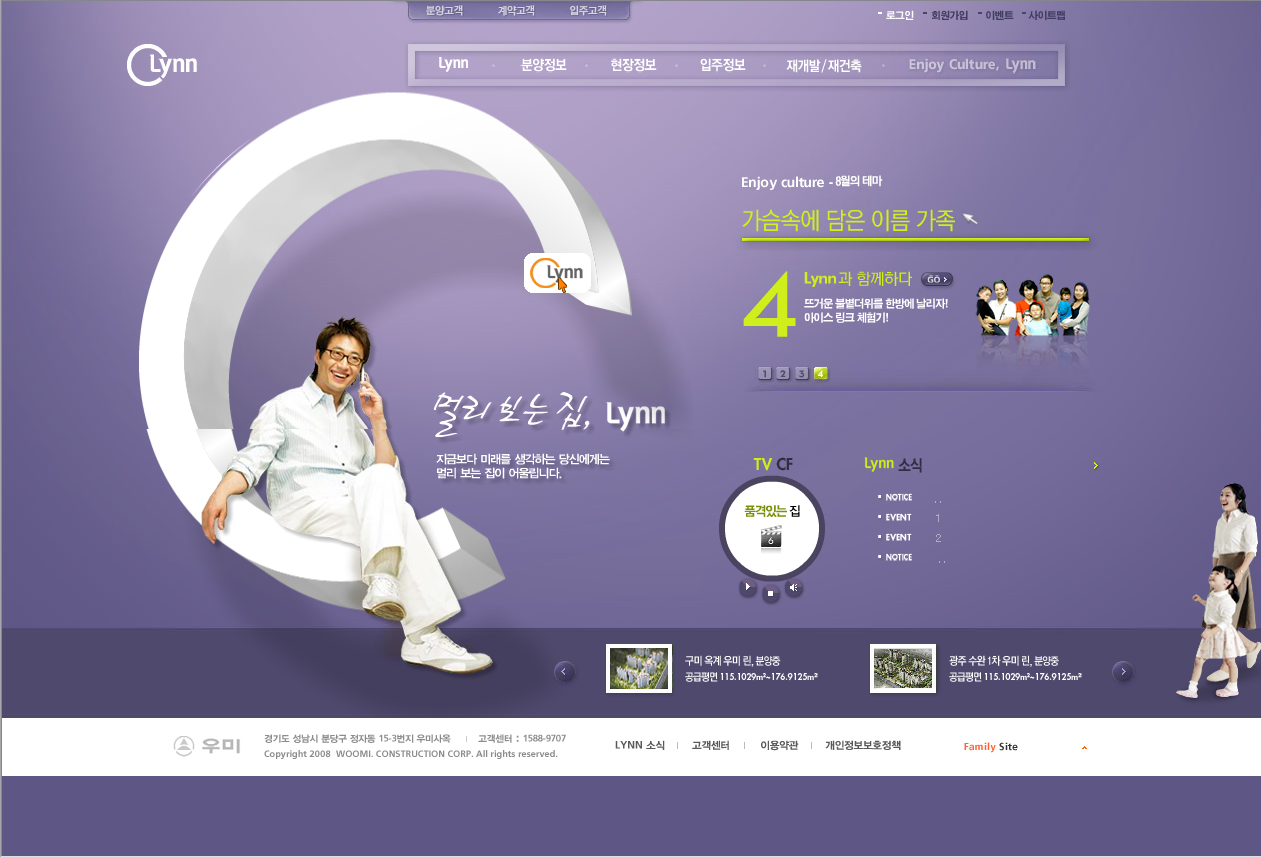 분양고객 계약고객 입주고객
로그인 회원가입 이벤트 사이트맵
Lynn
Lynn 분양정보 현장정보 입주정보 재개발/재건축 Enjoy Culture, Lynn
Enjoy culture - 8월의 테마
가슴속에 담은 이름 가족
Lynn
4
Lynn과 함께하다 GO
뜨거운 불볕더위를 한방에 날리자!
아이스 링크 체험기!
1 2 3 4
멀리 보는 집, Lynn
지금보다 미래를 생각하는 당신에게는
멀리 보는 집이 어울립니다.
TV CF
품격있는 집
6
Lynn 소식
NOTICE ..
EVENT 1
EVENT 2
NOTICE ..
구미 옥계 우미 린, 분양중
공급평면 115.1029m²~176.9125m²
광주 수완 1차 우미 린, 분양중
공급평면 115.1029m²~176.9125m²
우미
경기도 성남시 분당구 정자동 15-3번지 우미사옥 고객센터 : 1588-9707
Copyright 2008 WOOMI. CONSTRUCTION CORP. All rights reserved.
LYNN 소식 고객센터 이용약관 개인정보보호정책
Family Site